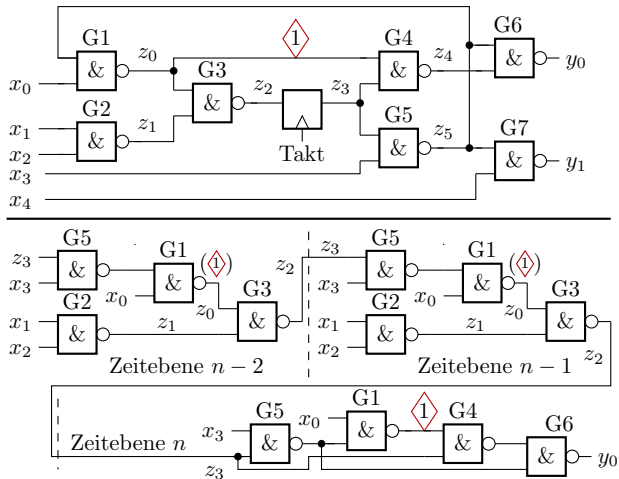 G1 z0 1 G4 z4 G6
& G3 & & y0
x0 G2 z2 z3 G5 z5 G7
x1 & z1 & & & y1
x2 Takt
x3
x4
G5 G1 (1) z2 z3 G5 G1 (1)
z3 & & G3 & & G3
x3 x0 z0 x3 x0 z0
G2 & G2 &
x1 & z1 x1 & z1 z2
x2 Zeitebene n − 2 x2 Zeitebene n − 1
G1 1 G4
x0 & & G6
x3 G5 & y0
Zeitebene n &
z3